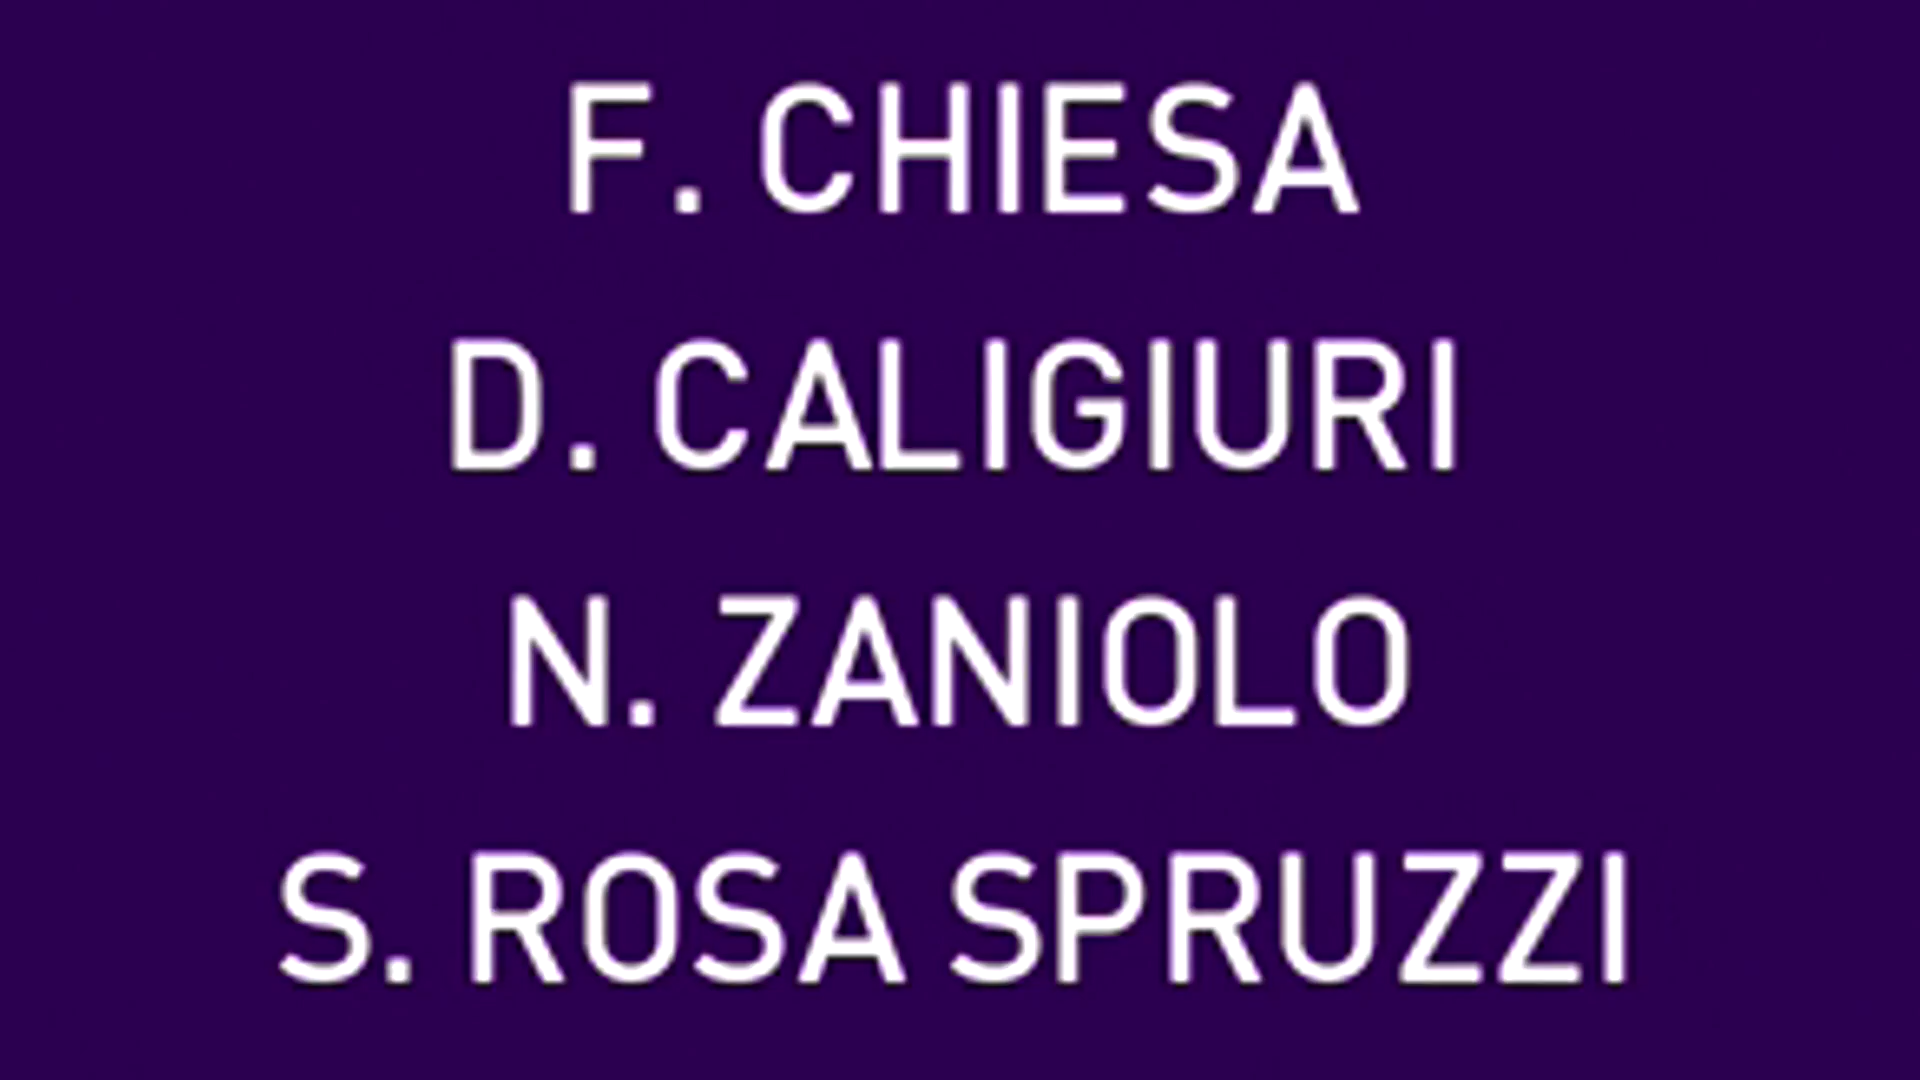 F. CHIESA
D. CALIGIURI
N. ZANIOLO
S. ROSA SPRUZZI